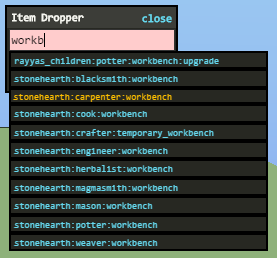 Item Dropper close
workb
rayyas_children:potter:workbench:upgrade
stonehearth:blacksmith:workbench
stonehearth:carpenter:workbench
stonehearth:cook:workbench
stonehearth:crafter:temporary_workbench
stonehearth:engineer:workbench
stonehearth:herbalist:workbench
stonehearth:magmasmith:workbench
stonehearth:mason:workbench
stonehearth:potter:workbench
stonehearth:weaver:workbench